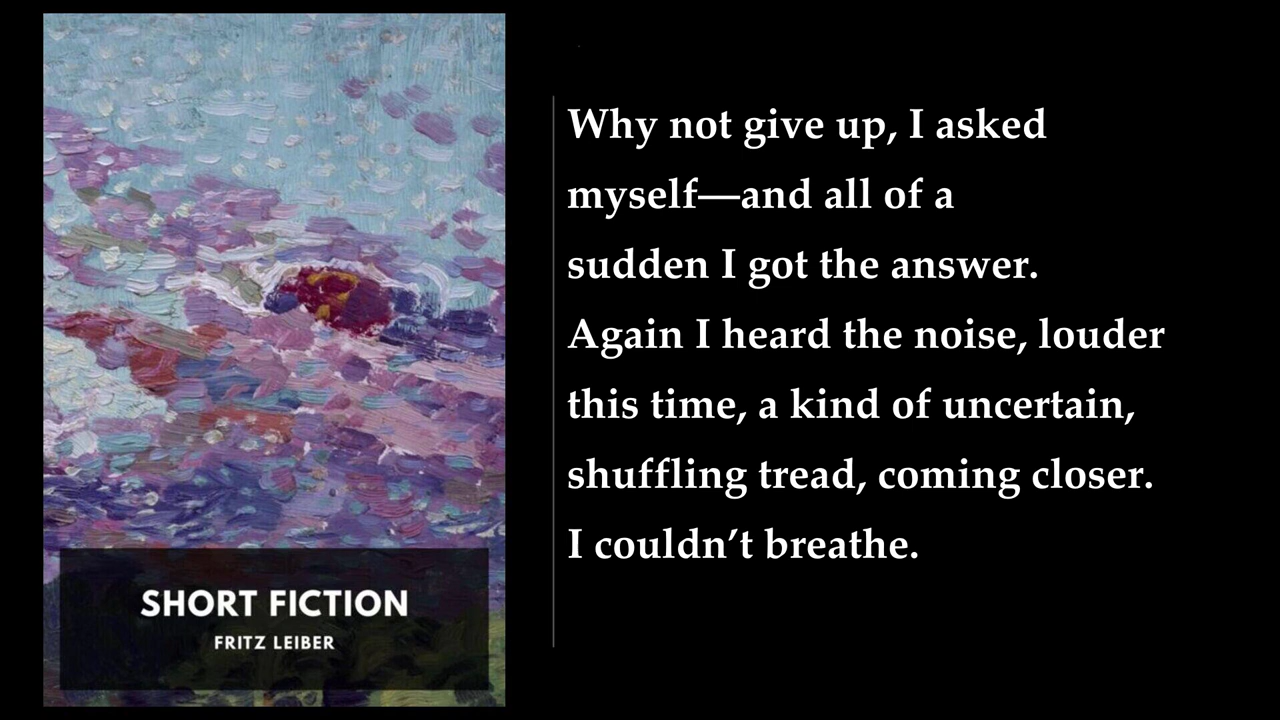 SHORT FICTION
FRITZ LEIBER
Why not give up, I asked
myself—and all of a
sudden I got the answer.
Again I heard the noise, louder
this time, a kind of uncertain,
shuffling tread, coming closer.
I couldn’t breathe.